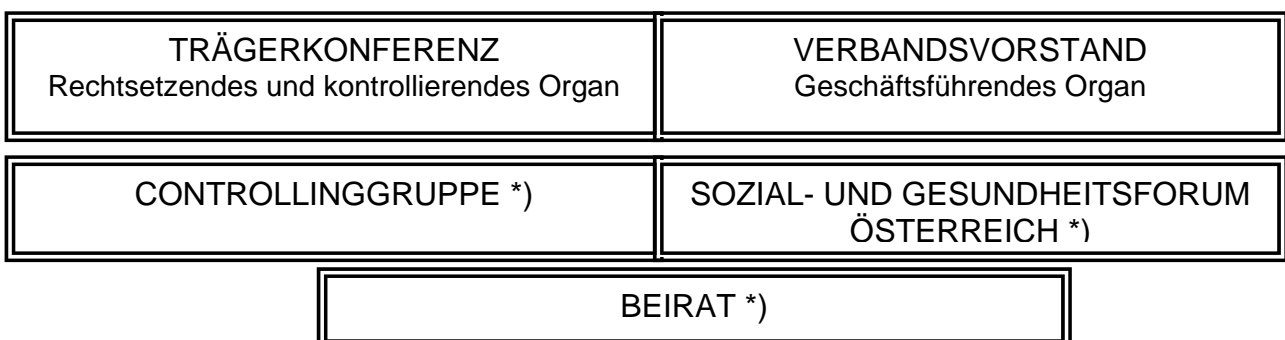 TRÄGERKONFERENZ
Rechtsetzendes und kontrollierendes Organ
VERBANDSVORSTAND
Geschäftsführendes Organ
CONTROLLINGGRUPPE *)
SOZIAL- UND GESUNDHEITSFORUM
ÖSTERREICH *)
BEIRAT *)